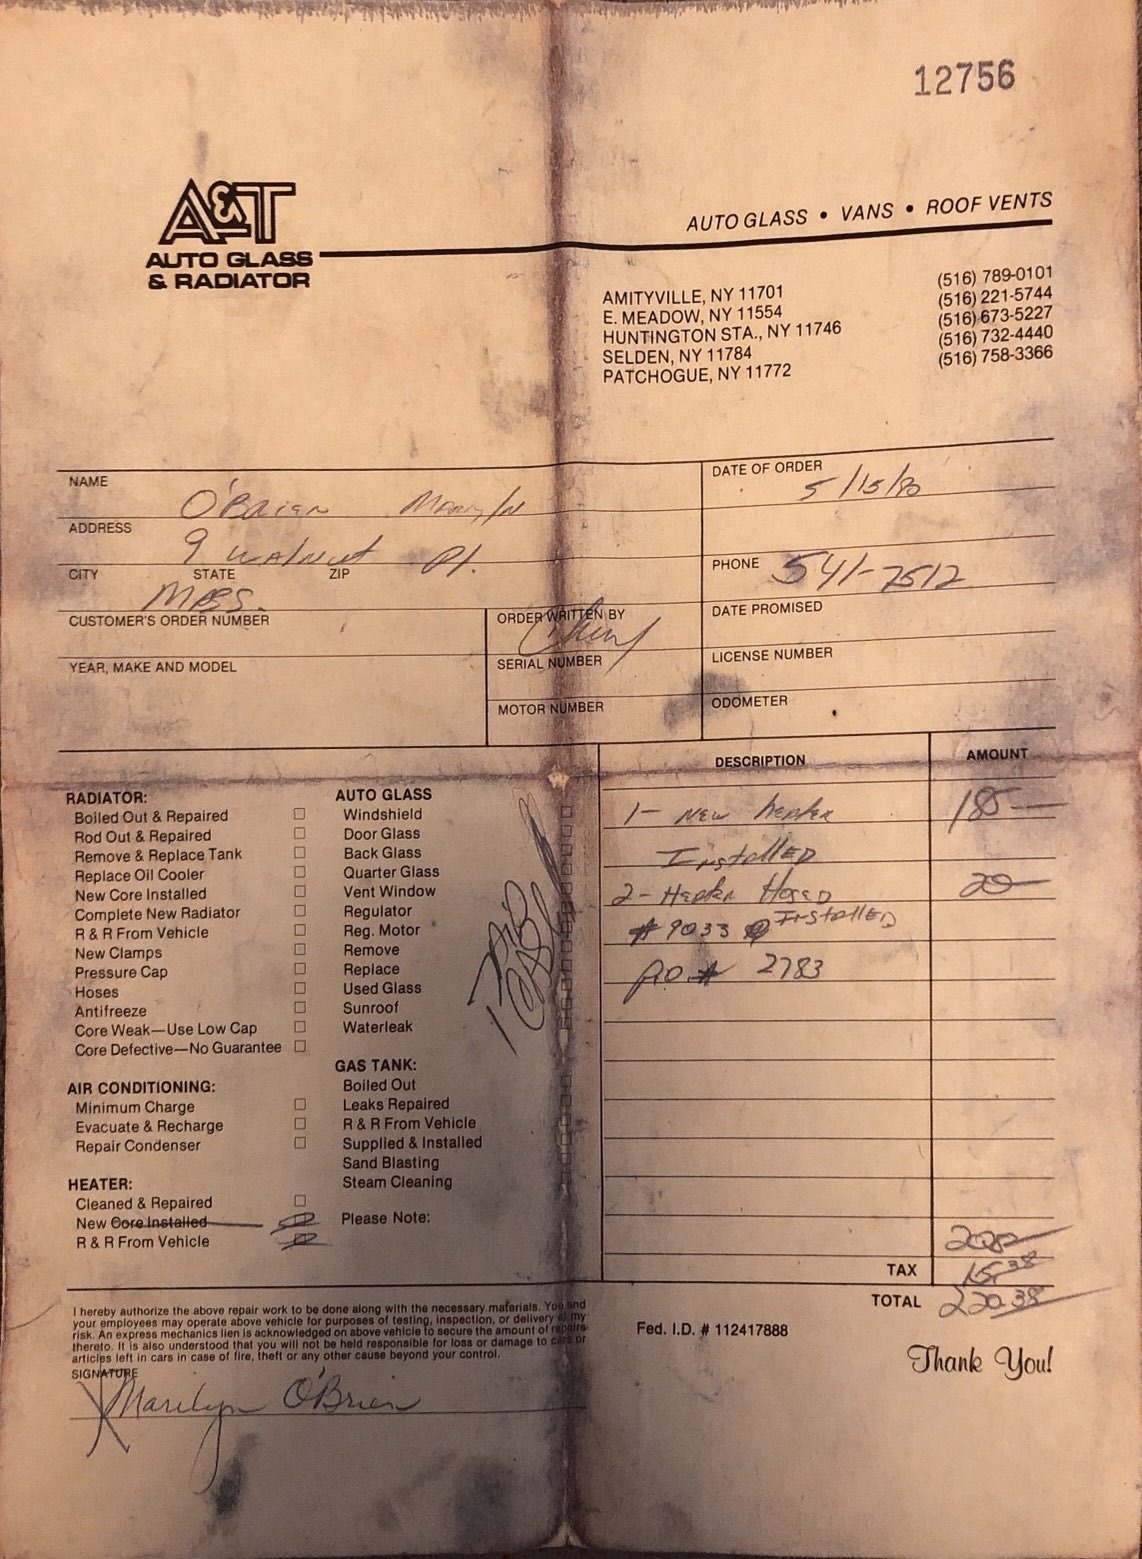 12756
A&T
AUTO GLASS
& RADIATOR
AUTO GLASS • VANS • ROOF VENTS
AMITYVILLE, NY 11701 (516) 789-0101
E. MEADOW, NY 11554 (516) 221-5744
HUNTINGTON STA., NY 11746 (516) 673-5227
SELDEN, NY 11784 (516) 732-4440
PATCHOGUE, NY 11772 (516) 758-3366
NAME O'Brien Marilyn
DATE OF ORDER 5/15/80
ADDRESS 9 Walnut Pl.
CITY STATE ZIP
PHONE 541-7512
CUSTOMER'S ORDER NUMBER
ORDER WRITTEN BY
DATE PROMISED
YEAR, MAKE AND MODEL
SERIAL NUMBER
LICENSE NUMBER
MOTOR NUMBER
ODOMETER
DESCRIPTION AMOUNT
1- New heater 185—
Installed
2- Heater Hoses 20—
# 9033 Installed
P.O. # 2783
RADIATOR:
Boiled Out & Repaired
Rod Out & Repaired
Remove & Replace Tank
Replace Oil Cooler
New Core Installed
Complete New Radiator
R & R From Vehicle
New Clamps
Pressure Cap
Hoses
Antifreeze
Core Weak—Use Low Cap
Core Defective—No Guarantee
AIR CONDITIONING:
Minimum Charge
Evacuate & Recharge
Repair Condenser
HEATER:
Cleaned & Repaired
New Core Installed
R & R From Vehicle
AUTO GLASS
Windshield
Door Glass
Back Glass
Quarter Glass
Vent Window
Regulator
Reg. Motor
Remove
Replace
Used Glass
Sunroof
Waterleak
GAS TANK:
Boiled Out
Leaks Repaired
R & R From Vehicle
Supplied & Installed
Sand Blasting
Steam Cleaning
Please Note:
TAX 15.38
TOTAL 220.38
I hereby authorize the above repair work to be done along with the necessary materials. You and
your employees may operate above vehicle for purposes of testing, inspection, or delivery at my
risk. An express mechanics lien is acknowledged on above vehicle to secure the amount of repairs
thereto. It is also understood that you will not be held responsible for loss or damage to cars or
articles left in cars in case of fire, theft or any other cause beyond your control.
SIGNATURE
X Marilyn O'Brien
Fed. I.D. # 112417888
Thank You!